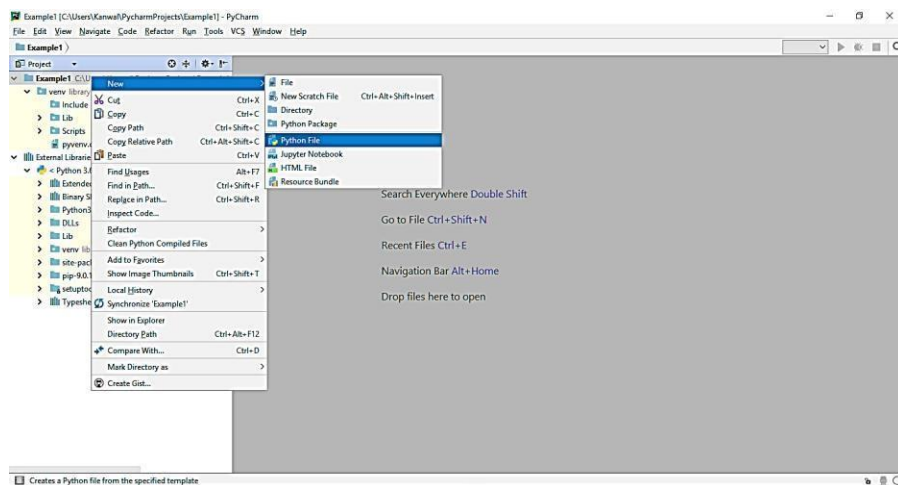 Example1 [C:\Users\Kanwal\PycharmProjects\Example1] - PyCharm
File Edit View Navigate Code Refactor Run Tools VCS Window Help
Example1
Project
Example1 C:\U
venv library
Include
Lib
Scripts
pyvenv.
External Librarie
< Python 3.
Extended
Binary S
Python3
DLLs
Lib
venv lib
site-pac
pip-9.0.1
setuptoo
Typeshe
New
Cut Ctrl+X
Copy Ctrl+C
Copy Path Ctrl+Shift+C
Copy Relative Path Ctrl+Alt+Shift+C
Paste Ctrl+V
Find Usages Alt+F7
Find in Path... Ctrl+Shift+F
Replace in Path... Ctrl+Shift+R
Inspect Code...
Refactor
Clean Python Compiled Files
Add to Favorites
Show Image Thumbnails Ctrl+Shift+T
Local History
Synchronize 'Example1'
Show in Explorer
Directory Path Ctrl+Alt+F12
Compare With... Ctrl+D
Mark Directory as
Create Gist...
File
New Scratch File Ctrl+Alt+Shift+Insert
Directory
Python Package
Python File
Jupyter Notebook
HTML File
Resource Bundle
Search Everywhere Double Shift
Go to File Ctrl+Shift+N
Recent Files Ctrl+E
Navigation Bar Alt+Home
Drop files here to open
Creates a Python file from the specified template